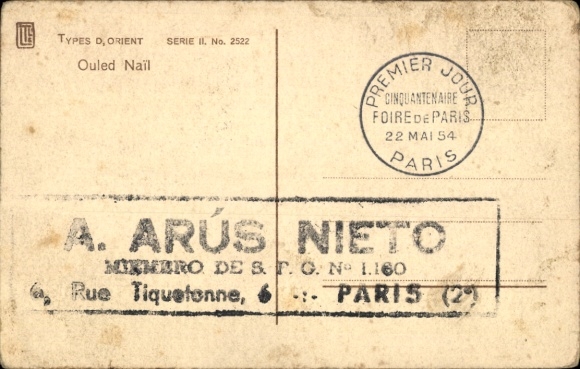 TYPES D,ORIENT SERIE II. No. 2522
Ouled Naïl
PREMIER JOUR
CINQUANTENAIRE
FOIRE DE PARIS
22 MAI 54
PARIS
A. ARÚS NIETO
MIEMBRO DE S. F. G. Nº 1.160
6, Rue Tiquetonne, 6 -:- PARIS (2º)